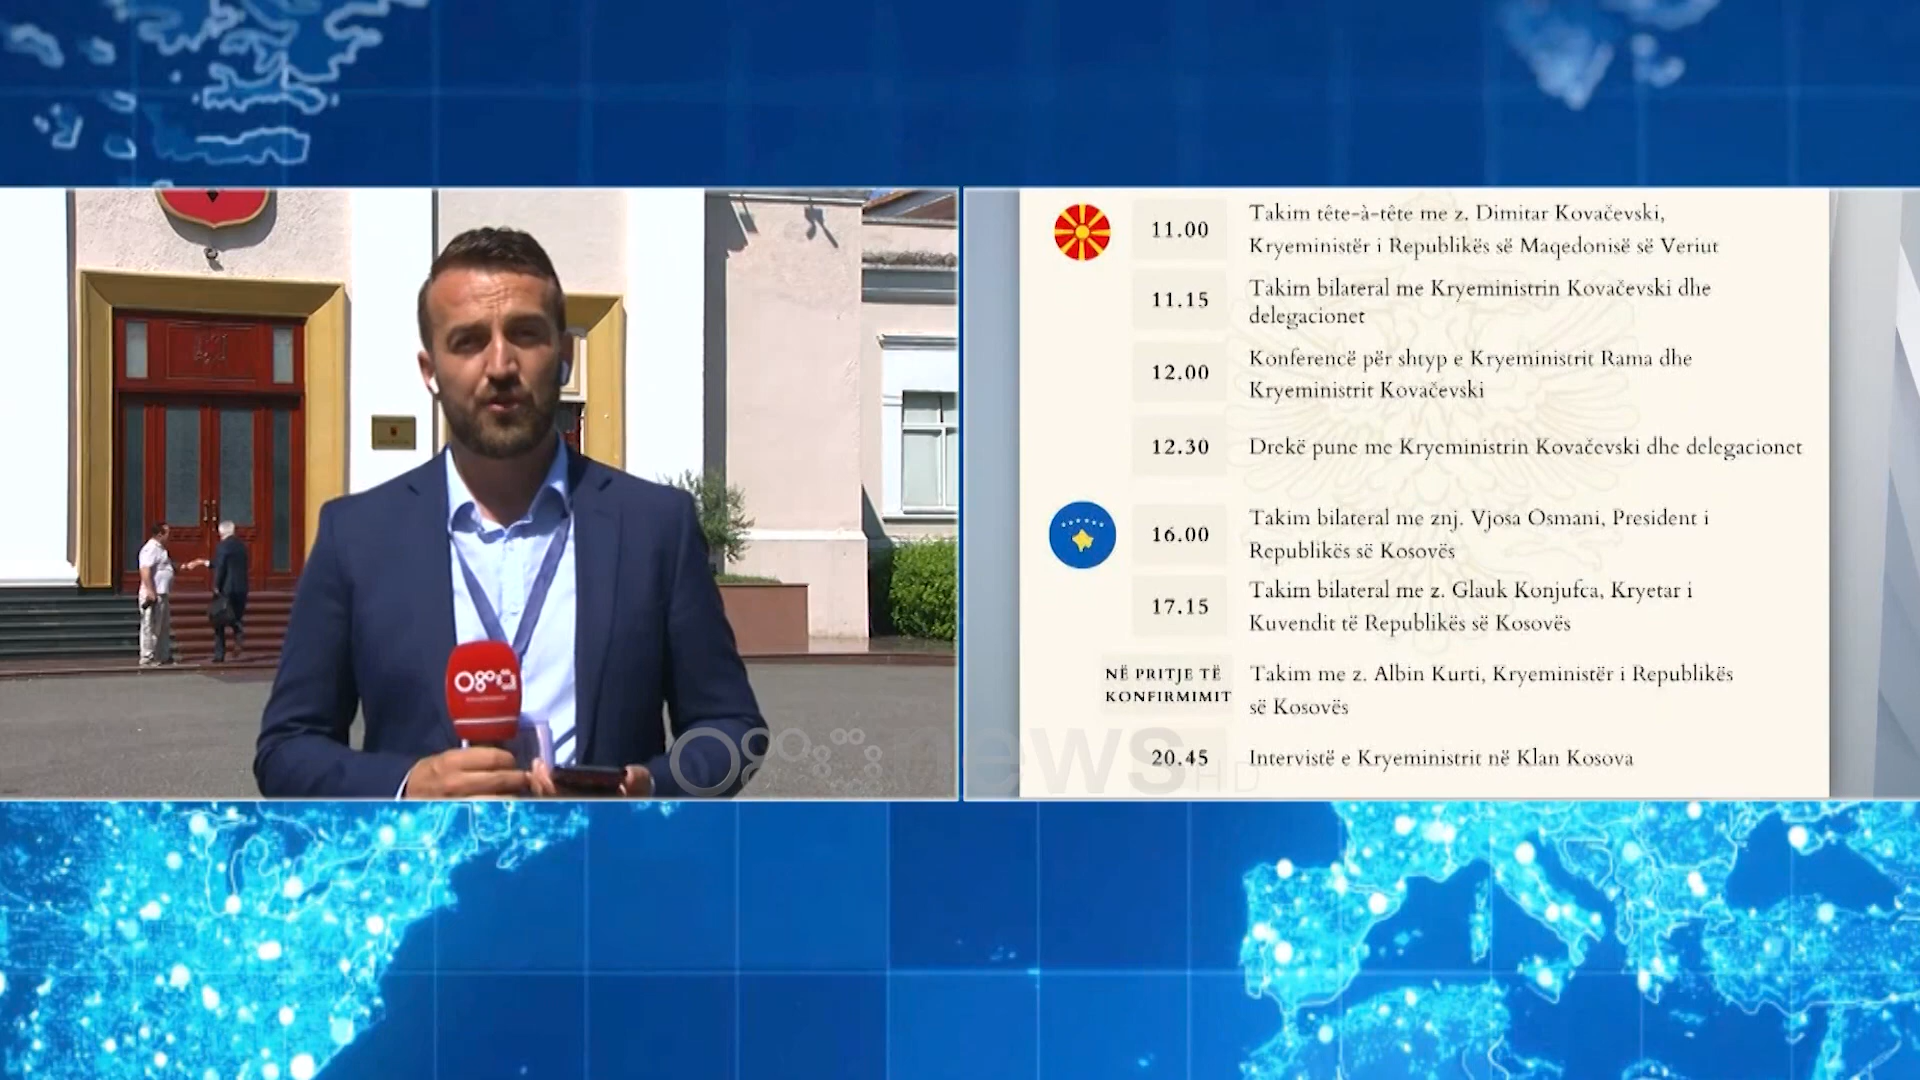 11.00
Takim tête-à-tête me z. Dimitar Kovačevski,
Kryeministër i Republikës së Maqedonisë së Veriut
11.15
Takim bilateral me Kryeministrin Kovačevski dhe
delegacionet
12.00
Konferencë për shtyp e Kryeministrit Rama dhe
Kryeministrit Kovačevski
12.30
Drekë pune me Kryeministrin Kovačevski dhe delegacionet
16.00
Takim bilateral me znj. Vjosa Osmani, President i
Republikës së Kosovës
17.15
Takim bilateral me z. Glauk Konjufca, Kryetar i
Kuvendit të Republikës së Kosovës
NË PRITJE TË
KONFIRMIMIT
Takim me z. Albin Kurti, Kryeministër i Republikës
së Kosovës
20.45
Intervistë e Kryeministrit në Klan Kosova
news HD